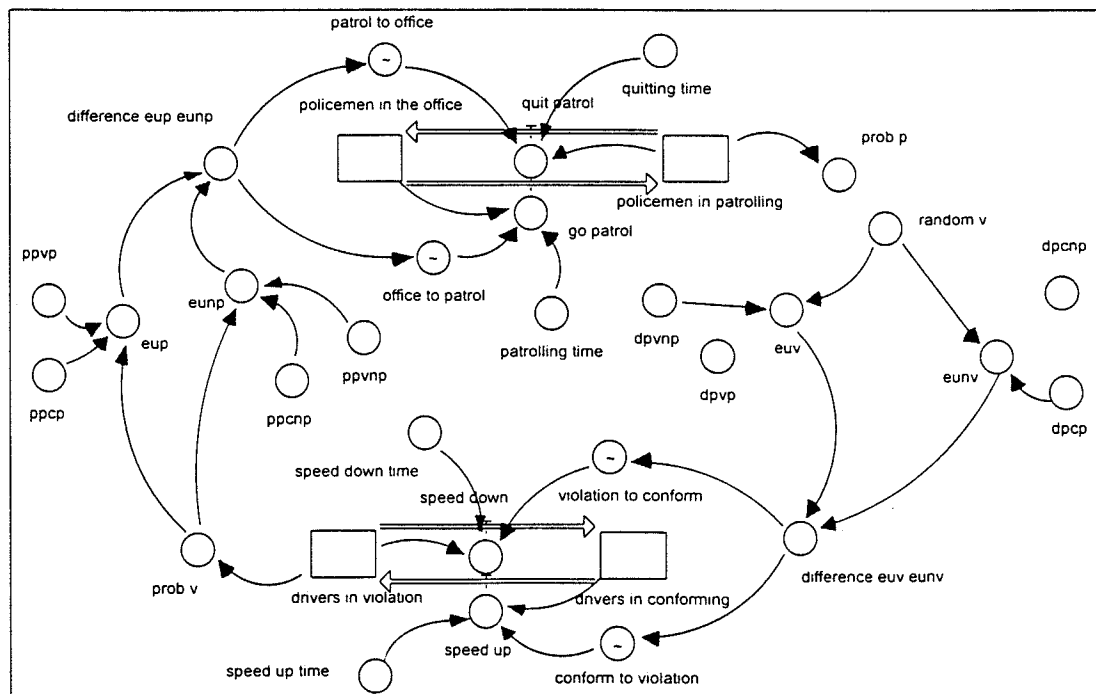 patrol to office
~
policemen in the office
quit patrol
quitting time
difference eup eunp
prob p
policemen in patrolling
go patrol
random v
ppvp
dpcnp
eunp
~
office to patrol
eup
patrolling time
dpvnp
euv
ppvnp
eunv
ppcp
ppcnp
dpvp
dpcp
speed down time
~
violation to conform
speed down
prob v
drivers in violation
drivers in conforming
difference euv eunv
speed up
~
speed up time
conform to violation